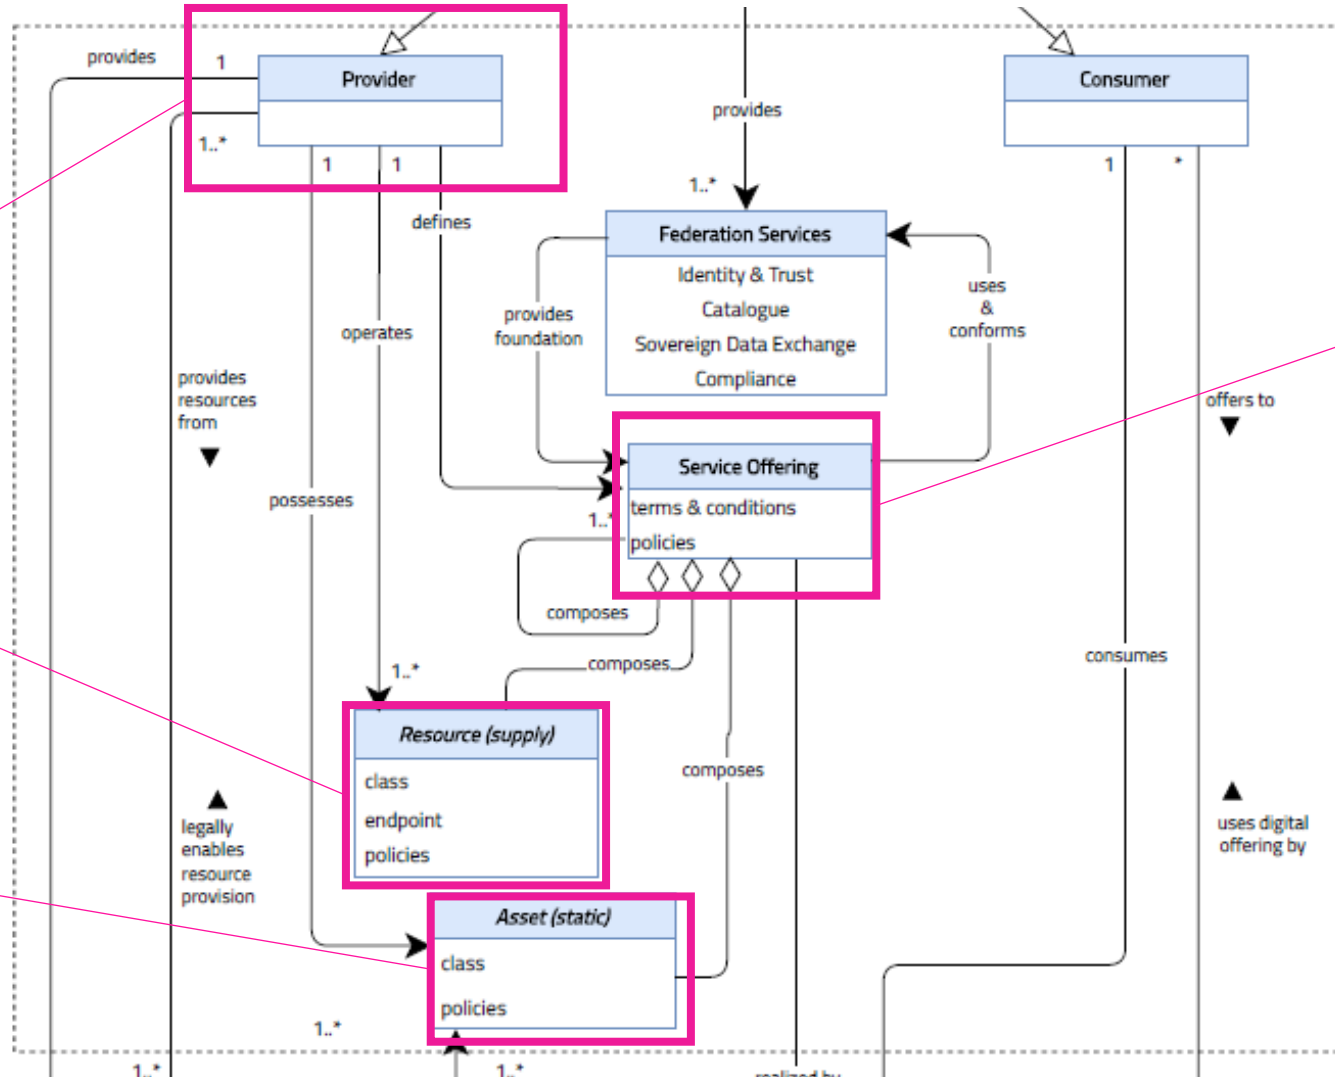 provides
1
Provider
Consumer
provides
1..*
1
1
1
*
1..*
defines
Federation Services
Identity & Trust
Catalogue
Sovereign Data Exchange
Compliance
uses
&
conforms
provides
foundation
operates
provides
resources
from
offers to
Service Offering
terms & conditions
policies
possesses
1..*
composes
composes
consumes
1..*
Resource (supply)
class
endpoint
policies
composes
legally
enables
resource
provision
uses digital
offering by
Asset (static)
class
policies
1..*
1..*
1..*
realized by